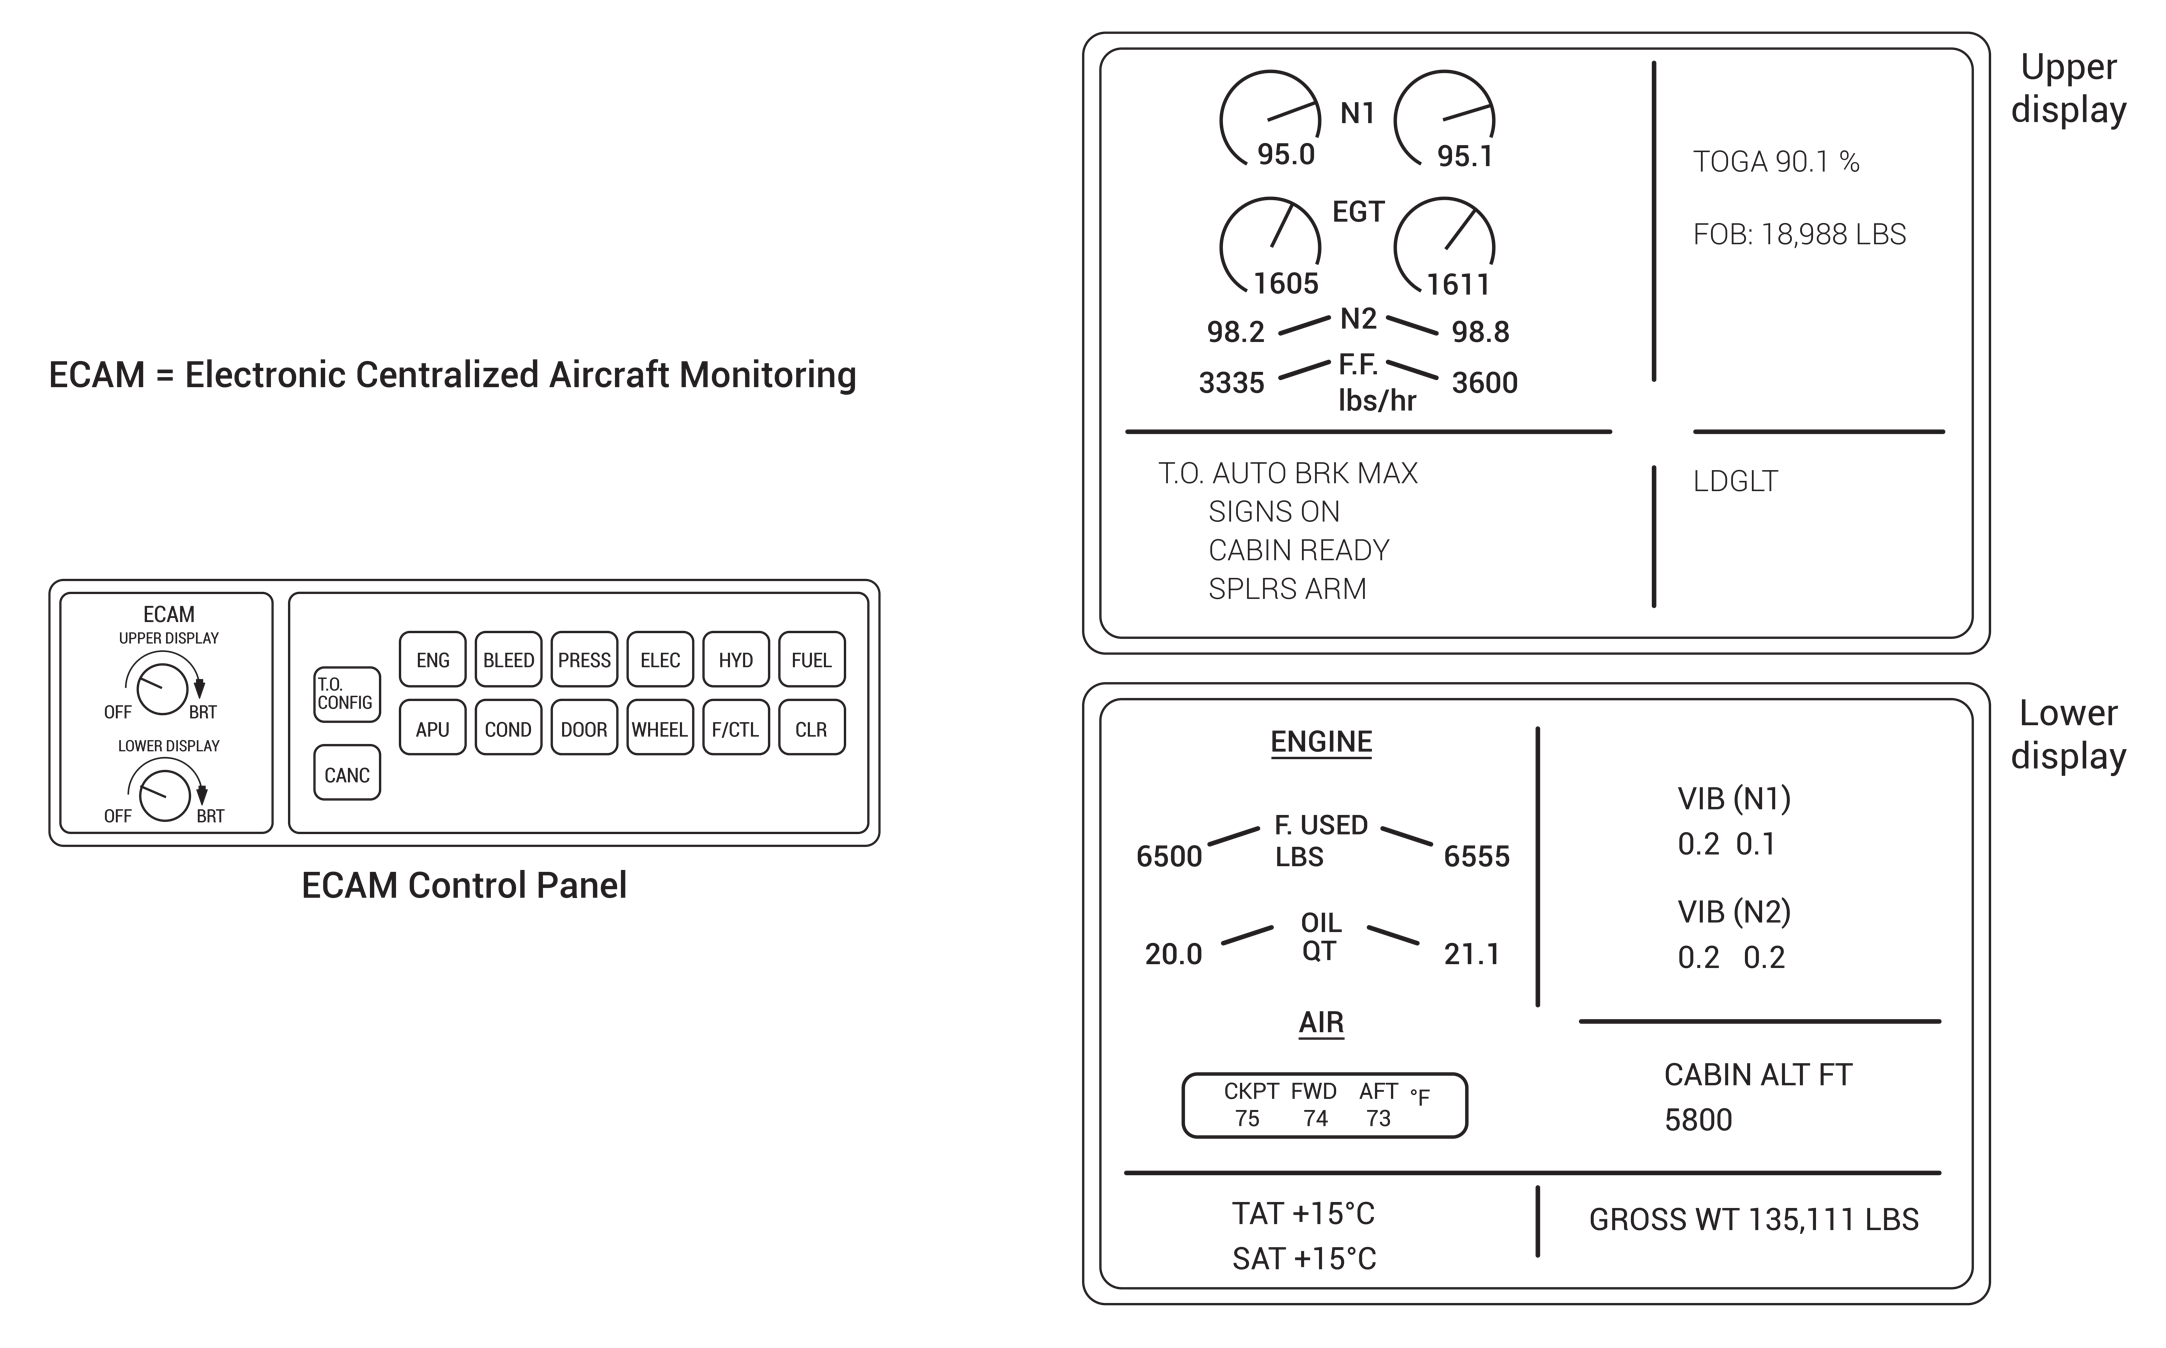 ECAM = Electronic Centralized Aircraft Monitoring
ECAM
UPPER DISPLAY
OFF BRT
LOWER DISPLAY
OFF BRT
T.O.
CONFIG
CANC
ENG BLEED PRESS ELEC HYD FUEL
APU COND DOOR WHEEL F/CTL CLR
ECAM Control Panel
Upper
display
N1
95.0 95.1
EGT
1605 1611
98.2 N2 98.8
3335 F.F. 3600
lbs/hr
TOGA 90.1 %
FOB: 18,988 LBS
T.O. AUTO BRK MAX
SIGNS ON
CABIN READY
SPLRS ARM
LDGLT
Lower
display
ENGINE
F. USED
6500 LBS 6555
OIL
20.0 QT 21.1
VIB (N1)
0.2 0.1
VIB (N2)
0.2 0.2
AIR
CKPT FWD AFT °F
75 74 73
CABIN ALT FT
5800
TAT +15°C
SAT +15°C
GROSS WT 135,111 LBS